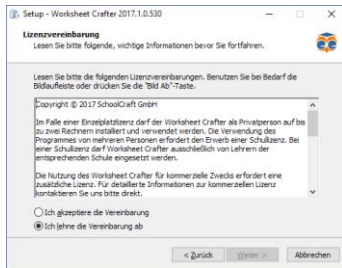 Setup - Worksheet Crafter 2017.1.0.530
Lizenzvereinbarung
Lesen Sie bitte folgende, wichtige Informationen bevor Sie fortfahren.
Lesen Sie bitte die folgenden Lizenzvereinbarungen. Benutzen Sie bei Bedarf die
Bildlaufleiste oder drücken Sie die "Bild Ab"-Taste.
Copyright © 2017 SchoolCraft GmbH
Im Falle einer Einzelplatzlizenz darf der Worksheet Crafter als Privatperson auf bis
zu zwei Rechnern installiert und verwendet werden. Die Verwendung des
Programmes von mehreren Personen erfordert den Erwerb einer Schullizenz. Bei
einer Schullizenz darf Worksheet Crafter ausschließlich von Lehrern der
entsprechenden Schule eingesetzt werden.
Die Nutzung des Worksheet Crafter für kommerzielle Zwecks erfordert eine
zusätzliche Lizenz. Für detaillierte Informationen zur kommerziellen Lizenz
kontaktieren Sie uns bitte direkt.
Ich akzeptiere die Vereinbarung
Ich lehne die Vereinbarung ab
< Zurück
Weiter >
Abbrechen